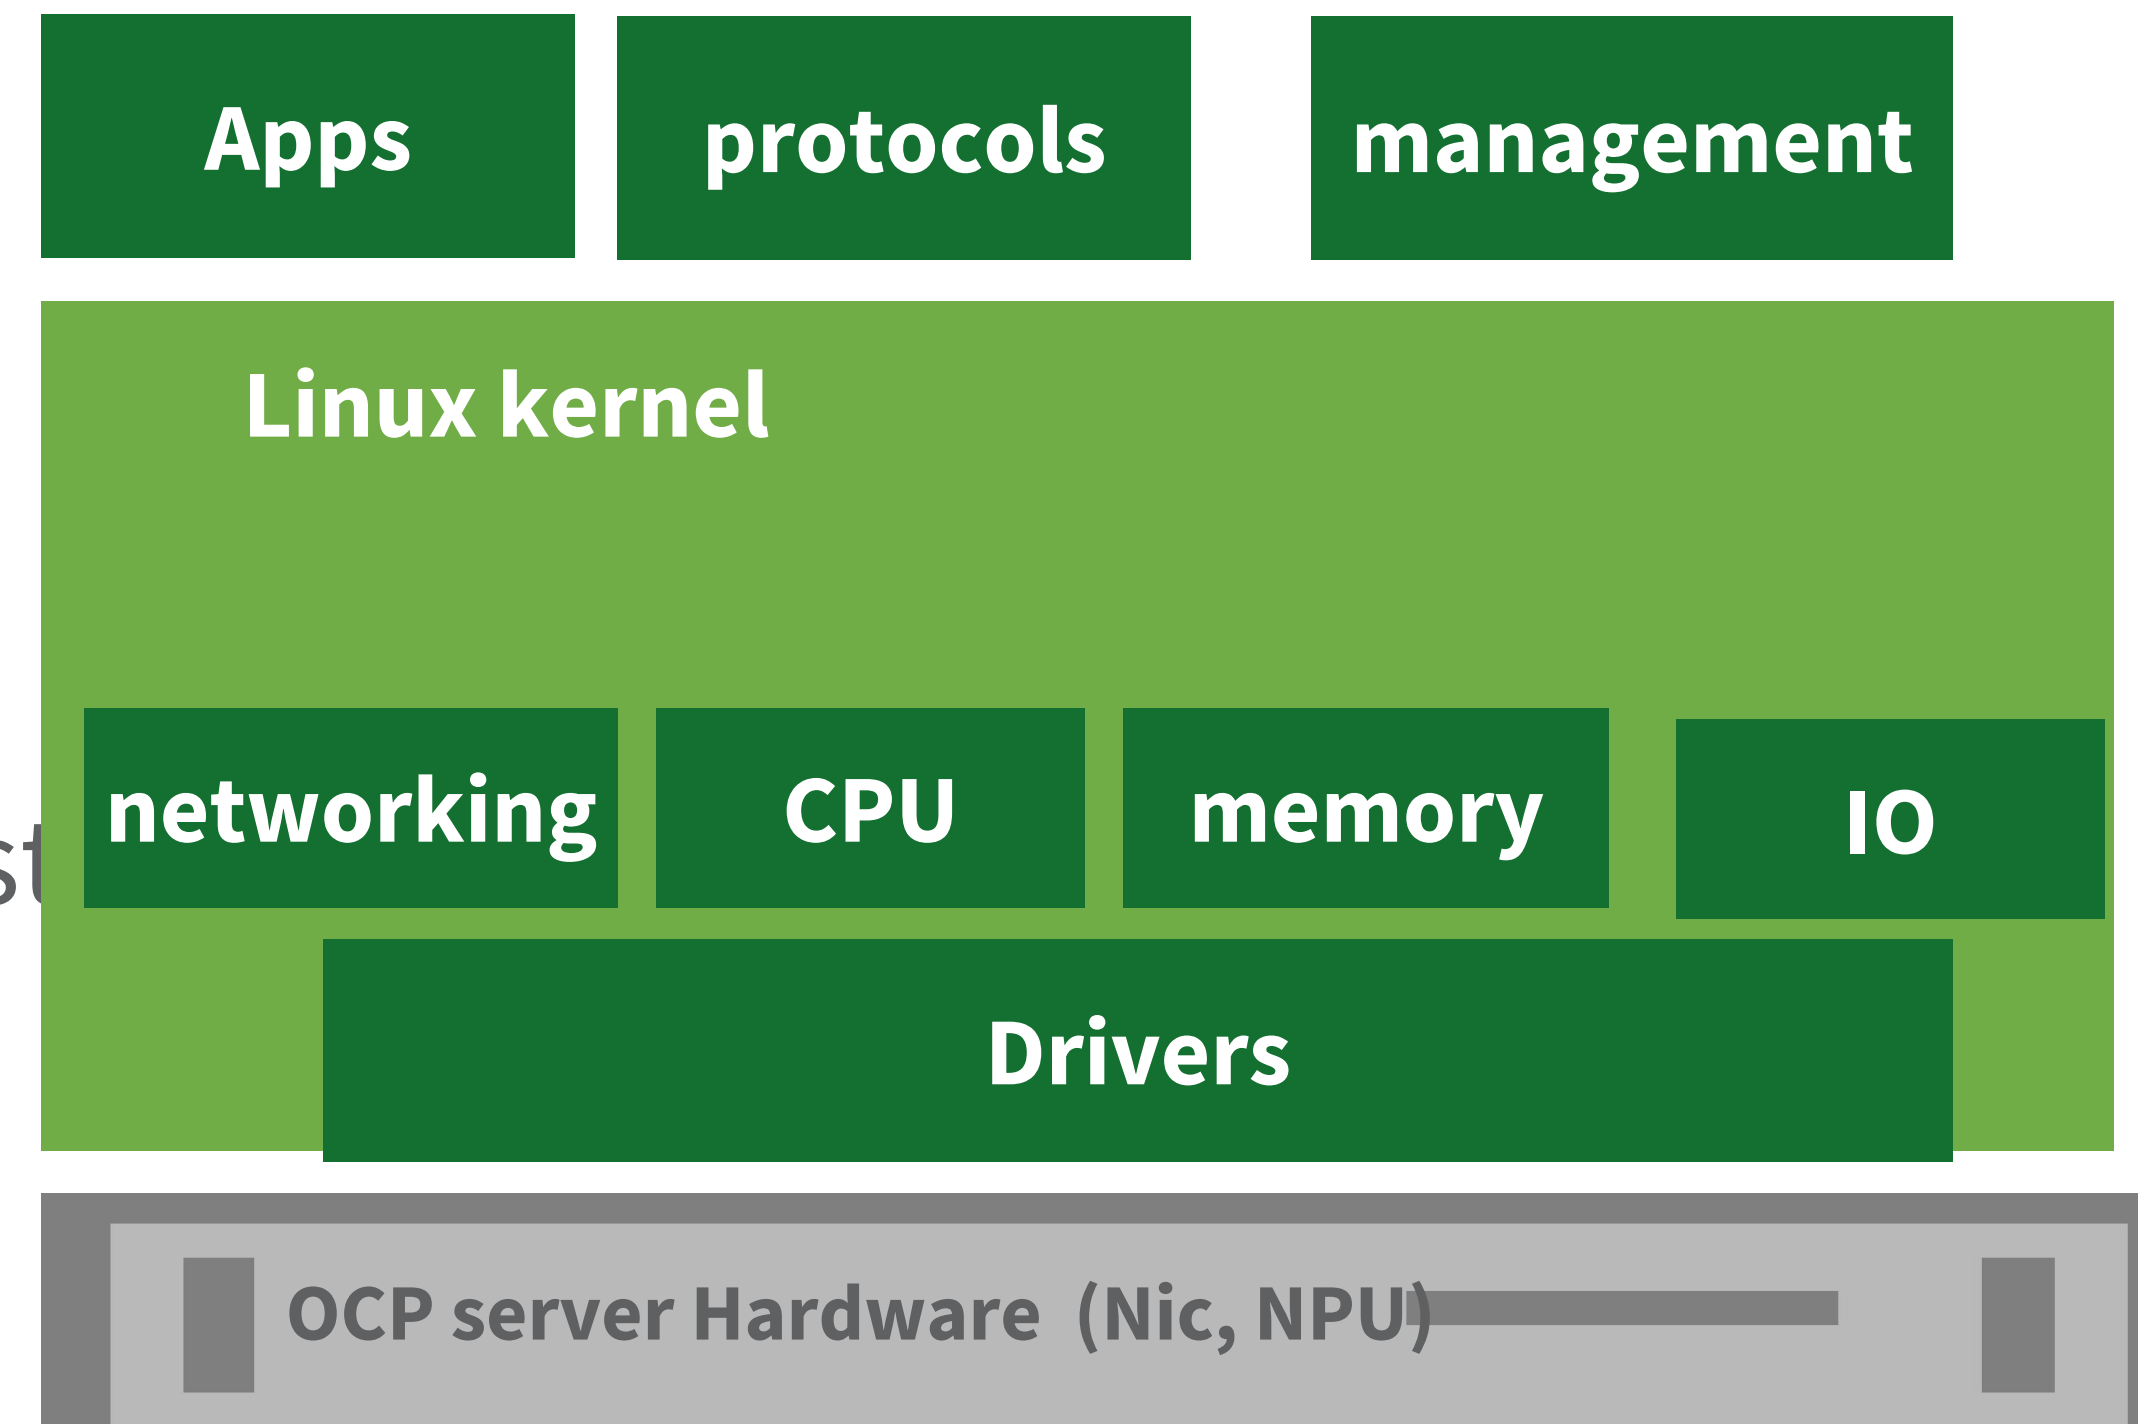 Apps
protocols
management
Linux kernel
networking
CPU
memory
IO
Drivers
OCP server Hardware (Nic, NPU)